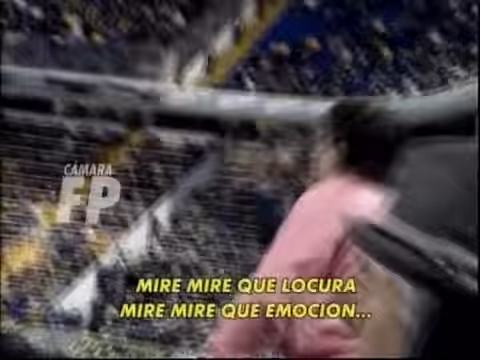 CÁMARA
FP
MIRE MIRE QUE LOCURA
MIRE MIRE QUE EMOCION...